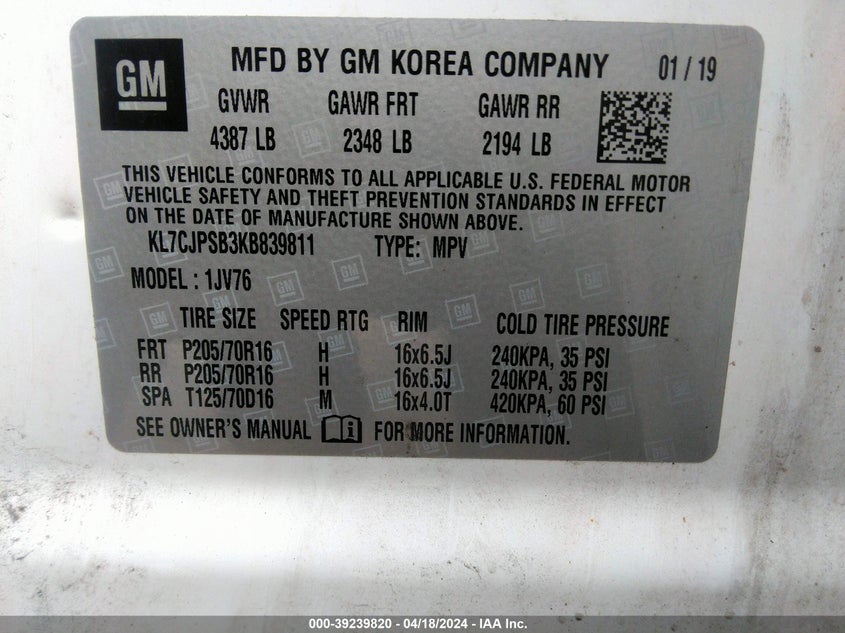 GM MFD BY GM KOREA COMPANY 01 / 19
GVWR GAWR FRT GAWR RR
4387 LB 2348 LB 2194 LB
THIS VEHICLE CONFORMS TO ALL APPLICABLE U.S. FEDERAL MOTOR
VEHICLE SAFETY AND THEFT PREVENTION STANDARDS IN EFFECT
ON THE DATE OF MANUFACTURE SHOWN ABOVE.
KL7CJPSB3KB839811 TYPE: MPV
MODEL : 1JV76
TIRE SIZE SPEED RTG RIM COLD TIRE PRESSURE
FRT P205/70R16 H 16x6.5J 240KPA, 35 PSI
RR P205/70R16 H 16x6.5J 240KPA, 35 PSI
SPA T125/70D16 M 16x4.0T 420KPA, 60 PSI
SEE OWNER'S MANUAL FOR MORE INFORMATION.
000-39239820 - 04/18/2024 - IAA Inc.